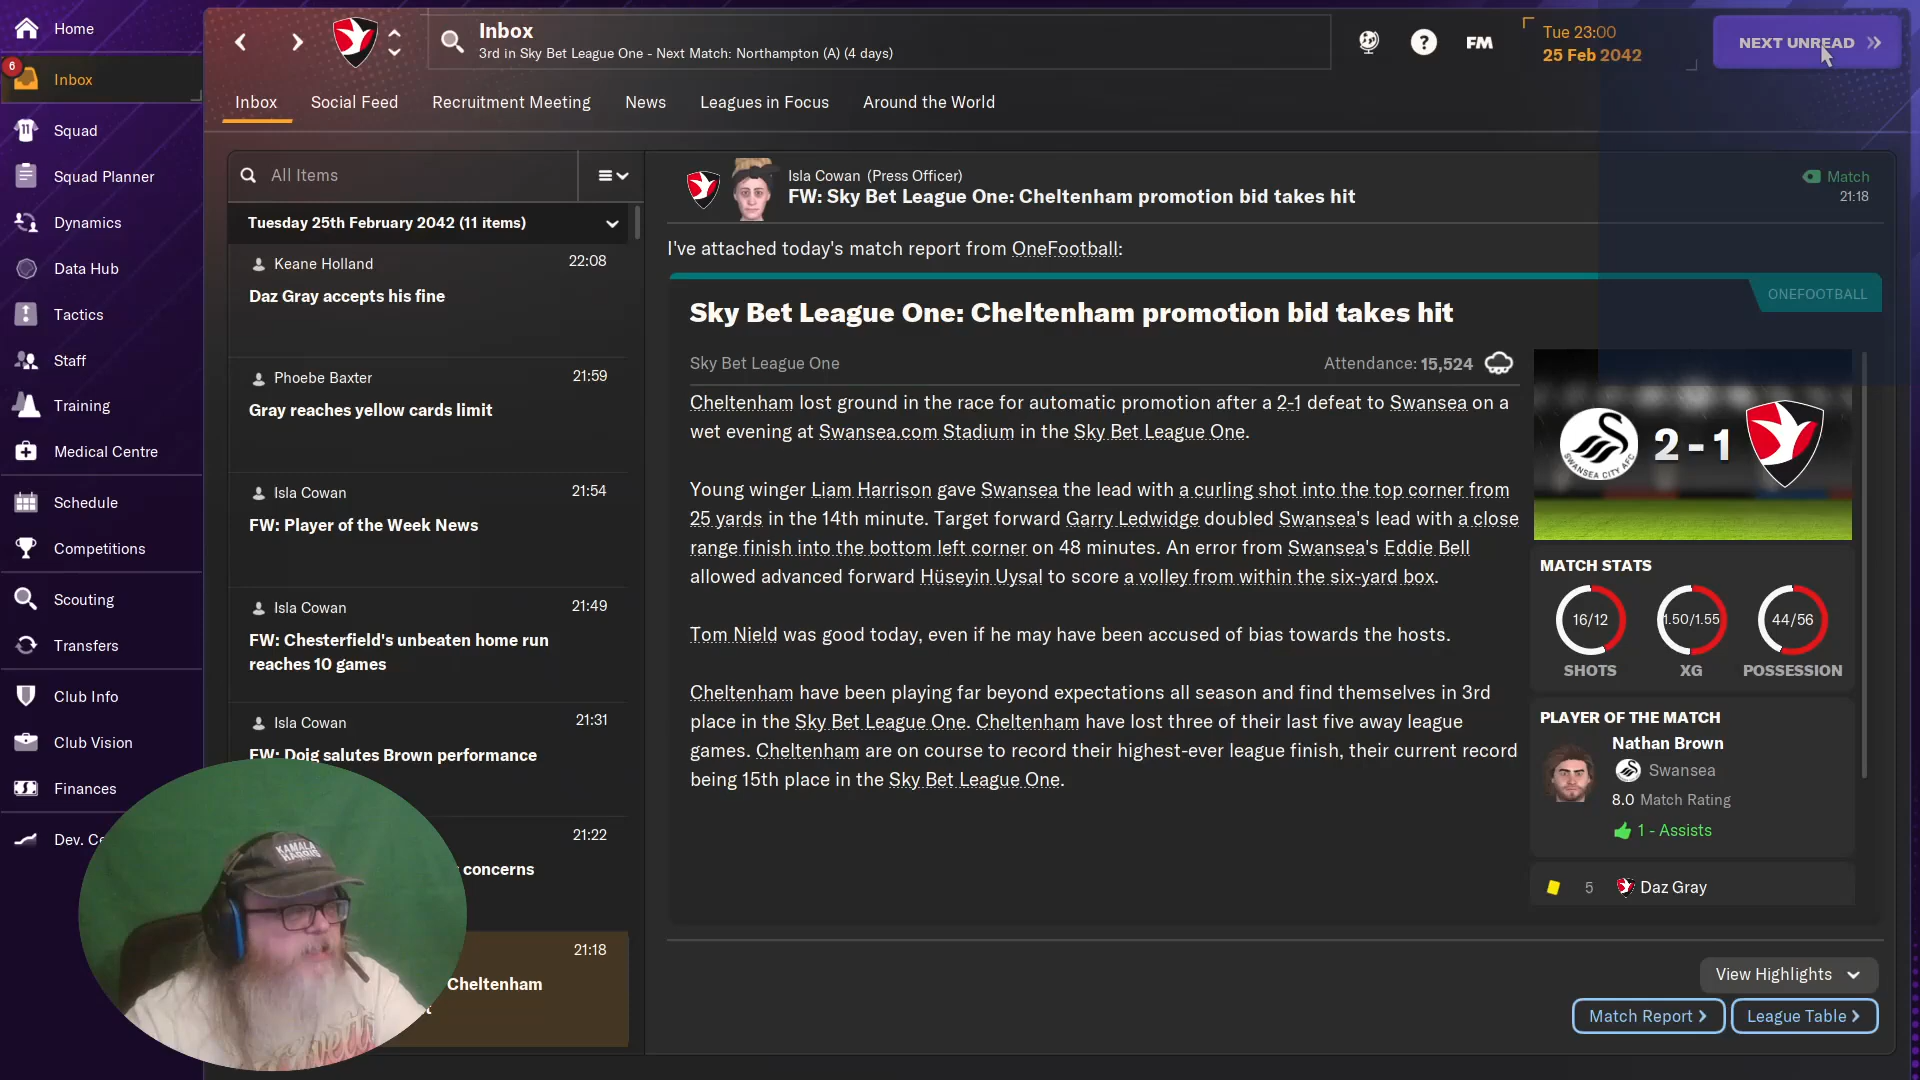 Home
6
Inbox
Squad
Squad Planner
Dynamics
Data Hub
Tactics
Staff
Training
Medical Centre
Schedule
Competitions
Scouting
Transfers
Club Info
Club Vision
Finances
Dev. Ce
Inbox
3rd in Sky Bet League One - Next Match: Northampton (A) (4 days)
FM
Tue 23:00
25 Feb 2042
NEXT UNREAD
Inbox Social Feed Recruitment Meeting News Leagues in Focus Around the World
All Items
Tuesday 25th February 2042 (11 items)
Keane Holland 22:08
Daz Gray accepts his fine
Phoebe Baxter 21:59
Gray reaches yellow cards limit
Isla Cowan 21:54
FW: Player of the Week News
Isla Cowan 21:49
FW: Chesterfield's unbeaten home run
reaches 10 games
Isla Cowan 21:31
FW: Doig salutes Brown performance
21:22
concerns
21:18
Cheltenham
KAMALA
HARRIS
Isla Cowan (Press Officer)
FW: Sky Bet League One: Cheltenham promotion bid takes hit
Match
21:18
I've attached today's match report from OneFootball:
ONEFOOTBALL
Sky Bet League One: Cheltenham promotion bid takes hit
Sky Bet League One Attendance: 15,524
Cheltenham lost ground in the race for automatic promotion after a 2-1 defeat to Swansea on a
wet evening at Swansea.com Stadium in the Sky Bet League One.
Young winger Liam Harrison gave Swansea the lead with a curling shot into the top corner from
25 yards in the 14th minute. Target forward Garry Ledwidge doubled Swansea's lead with a close
range finish into the bottom left corner on 48 minutes. An error from Swansea's Eddie Bell
allowed advanced forward Hüseyin Uysal to score a volley from within the six-yard box.
Tom Nield was good today, even if he may have been accused of bias towards the hosts.
Cheltenham have been playing far beyond expectations all season and find themselves in 3rd
place in the Sky Bet League One. Cheltenham have lost three of their last five away league
games. Cheltenham are on course to record their highest-ever league finish, their current record
being 15th place in the Sky Bet League One.
SWANSEA CITY AFC
2 - 1
MATCH STATS
16/12 1.50/1.55 44/56
SHOTS XG POSSESSION
PLAYER OF THE MATCH
Nathan Brown
Swansea
8.0 Match Rating
1 - Assists
5 Daz Gray
View Highlights
Match Report
League Table